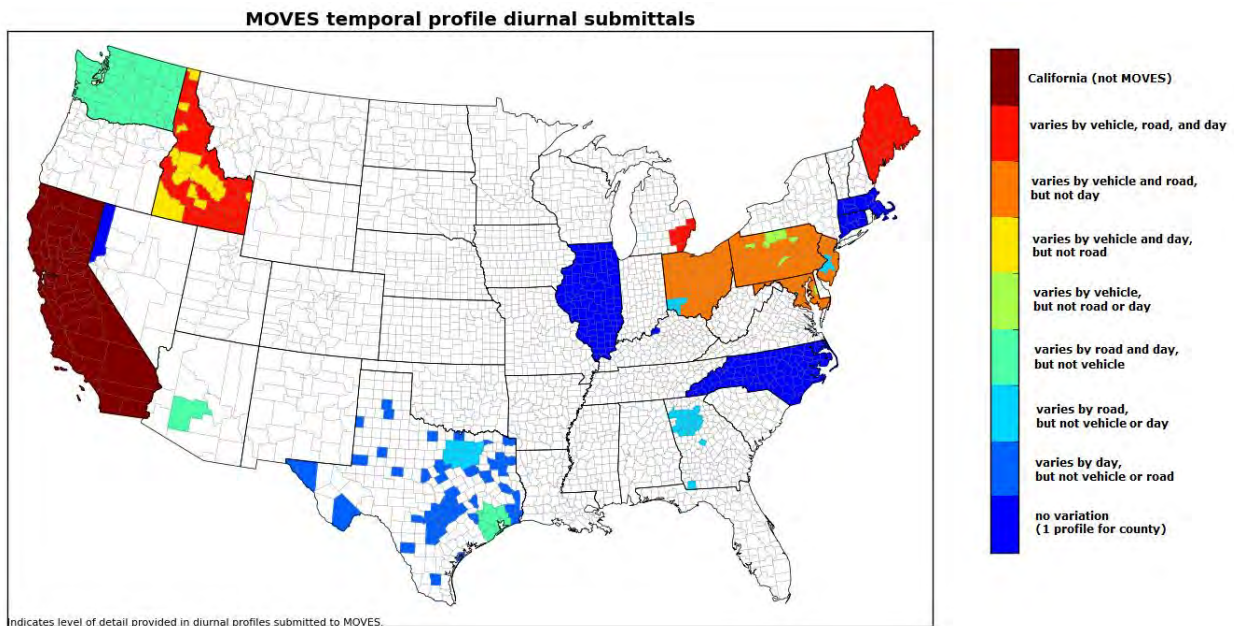 MOVES temporal profile diurnal submittals
California (not MOVES)
varies by vehicle, road, and day
varies by vehicle and road,
but not day
varies by vehicle and day,
but not road
varies by vehicle,
but not road or day
varies by road and day,
but not vehicle
varies by road,
but not vehicle or day
varies by day,
but not vehicle or road
no variation
(1 profile for county)
Indicates level of detail provided in diurnal profiles submitted to MOVES.